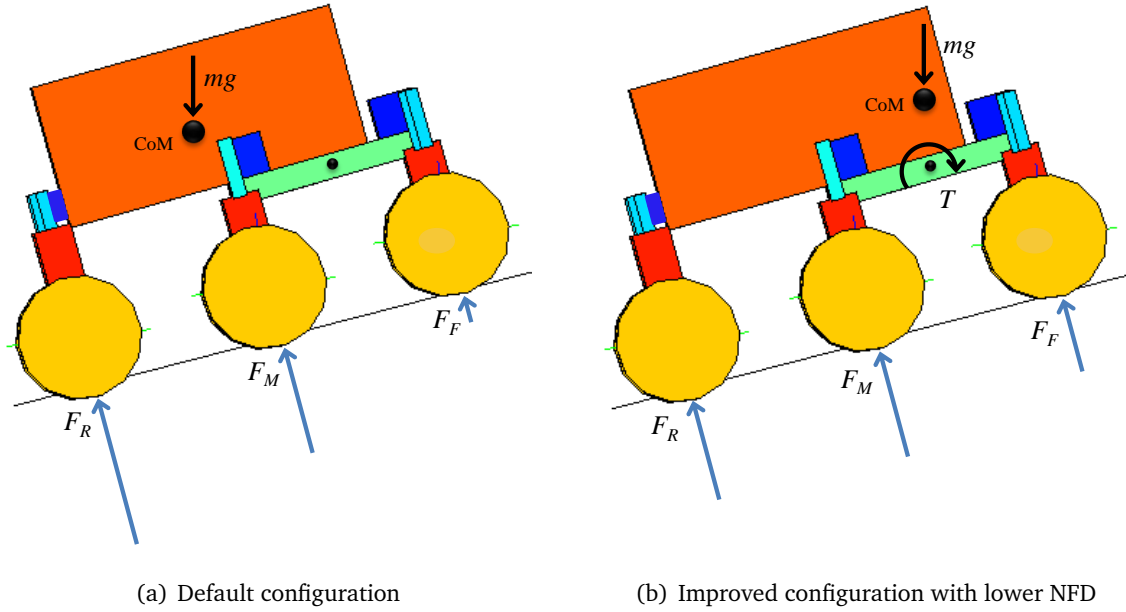 mg
CoM
F_F
F_M
F_R
(a) Default configuration
mg
CoM
T
F_F
F_M
F_R
(b) Improved configuration with lower NFD